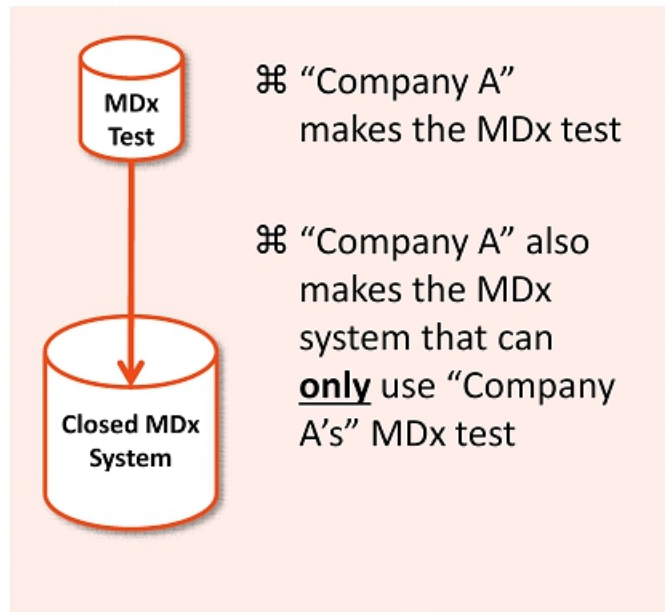 MDx
Test
⌘ “Company A”
makes the MDx test
⌘ “Company A” also
makes the MDx
system that can
only use “Company
A’s” MDx test
Closed MDx
System